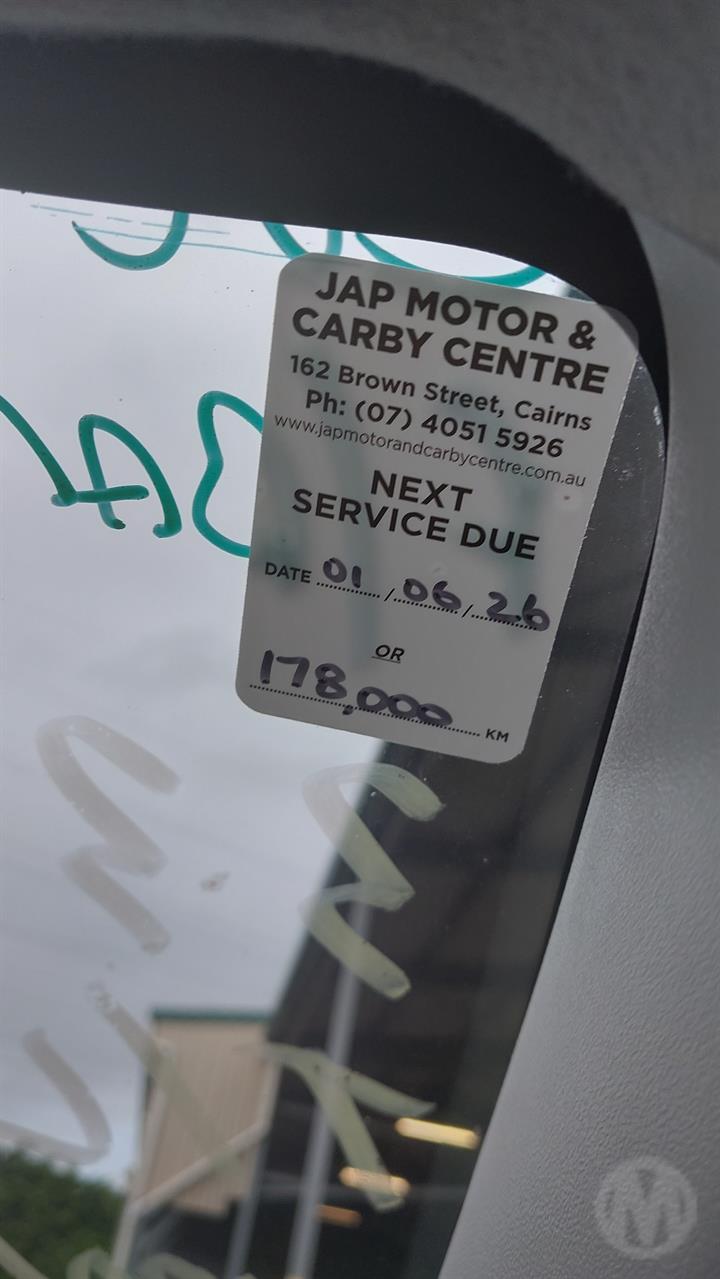 JAP MOTOR &
CARBY CENTRE
162 Brown Street, Cairns
Ph: (07) 4051 5926
www.japmotorandcarbycentre.com.au
NEXT
SERVICE DUE
DATE 01/06/26
OR
178,000 KM
M